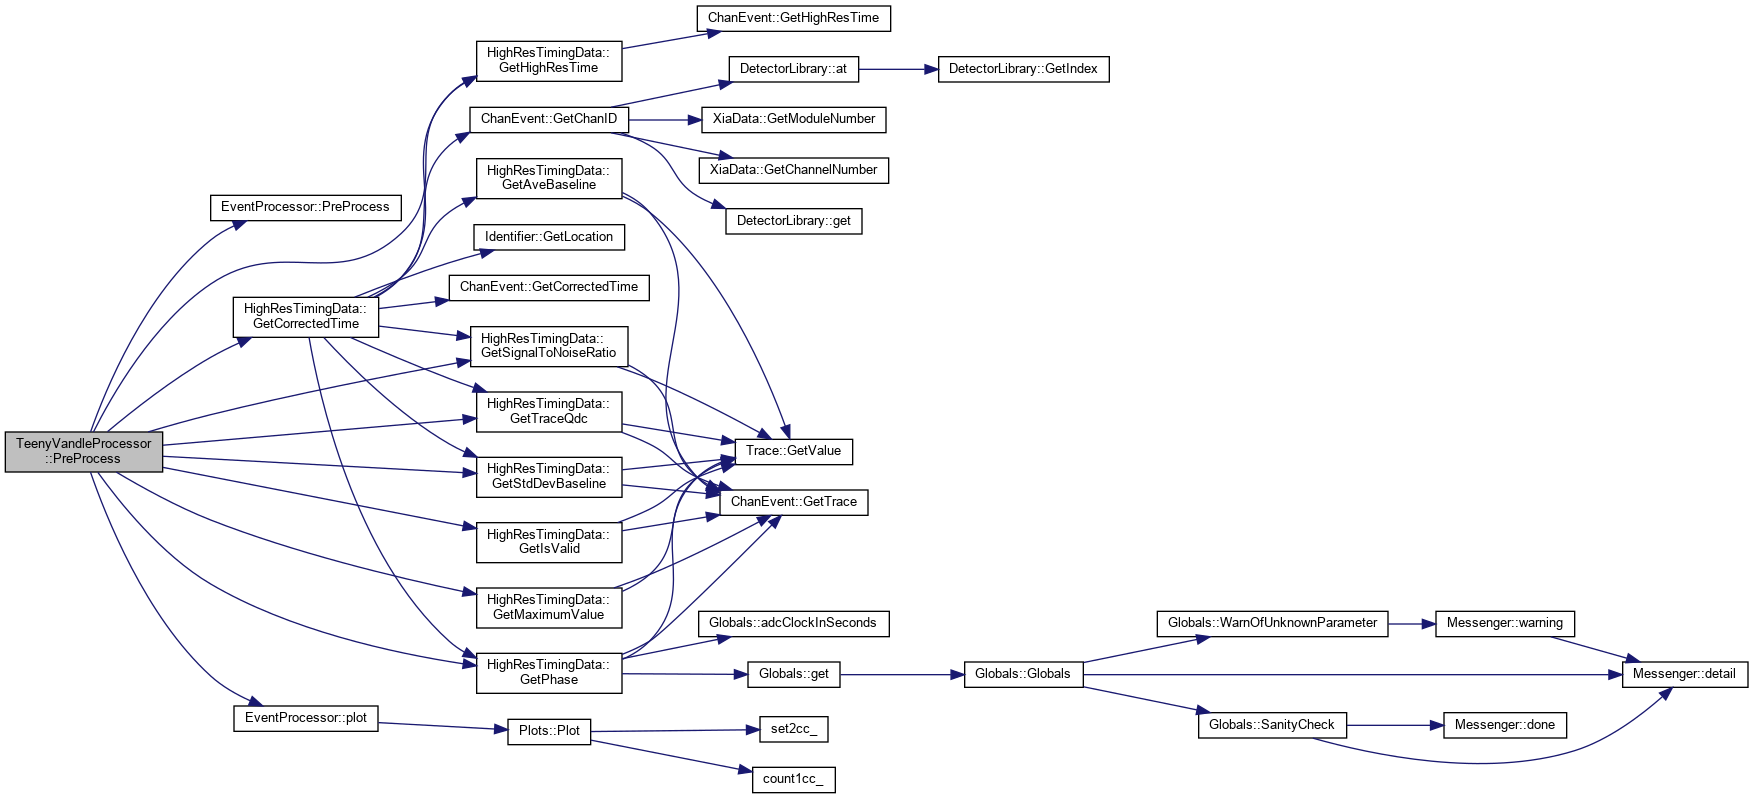 TeenyVandleProcessor
::PreProcess
EventProcessor::PreProcess
HighResTimingData::
GetCorrectedTime
EventProcessor::plot
HighResTimingData::
GetHighResTime
ChanEvent::GetChanID
HighResTimingData::
GetAveBaseline
Identifier::GetLocation
ChanEvent::GetCorrectedTime
HighResTimingData::
GetSignalToNoiseRatio
HighResTimingData::
GetTraceQdc
HighResTimingData::
GetStdDevBaseline
HighResTimingData::
GetIsValid
HighResTimingData::
GetMaximumValue
HighResTimingData::
GetPhase
Plots::Plot
ChanEvent::GetHighResTime
DetectorLibrary::at
XiaData::GetModuleNumber
XiaData::GetChannelNumber
DetectorLibrary::get
Trace::GetValue
ChanEvent::GetTrace
Globals::adcClockInSeconds
Globals::get
set2cc_
count1cc_
DetectorLibrary::GetIndex
Globals::Globals
Globals::WarnOfUnknownParameter
Globals::SanityCheck
Messenger::warning
Messenger::done
Messenger::detail